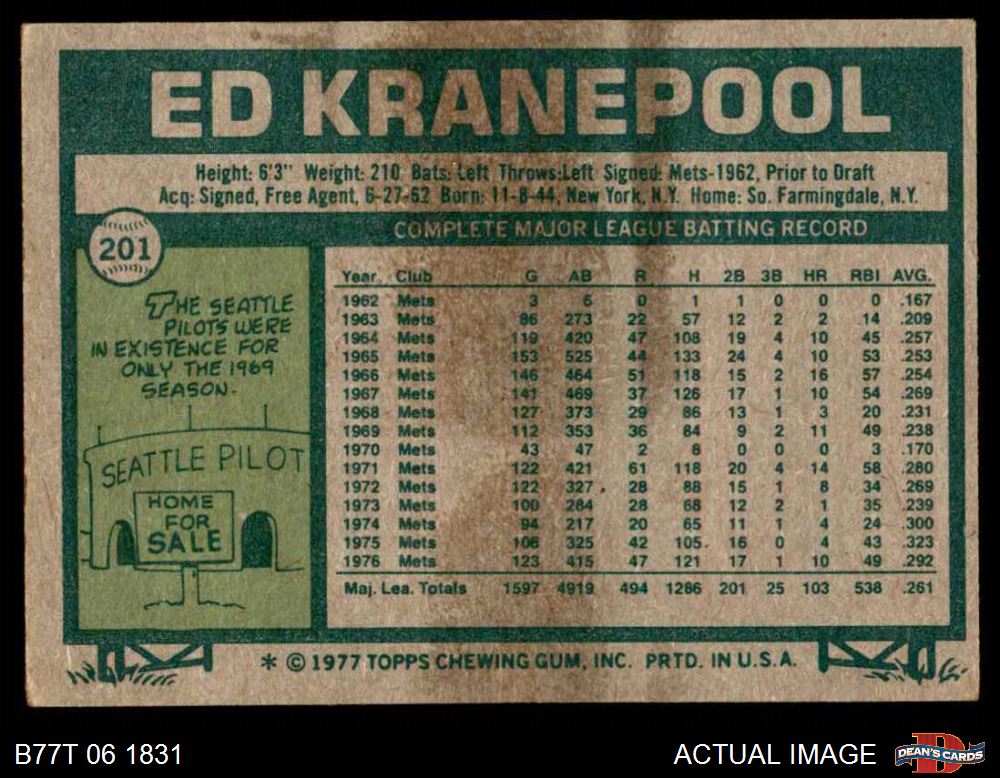 ED KRANEPOOL
Height: 6'3" Weight: 210 Bats: Left Throws:Left Signed: Mets-1962, Prior to Draft
Acq: Signed, Free Agent, 6-27-62 Born: 11-8-44, New York, N.Y. Home: So. Farmingdale, N.Y.
201
COMPLETE MAJOR LEAGUE BATTING RECORD
THE SEATTLE
PILOTS WERE
IN EXISTENCE FOR
ONLY THE 1969
SEASON.
SEATTLE PILOT
HOME
FOR
SALE
Year Club G AB R H 2B 3B HR RBI AVG.
1962 Mets 3 6 0 1 1 0 0 0 .167
1963 Mets 86 273 22 57 12 2 2 14 .209
1964 Mets 119 420 47 108 19 4 10 45 .257
1965 Mets 153 525 44 133 24 4 10 53 .253
1966 Mets 146 464 51 118 15 2 16 57 .254
1967 Mets 141 469 37 126 17 1 10 54 .269
1968 Mets 127 373 29 86 13 1 3 20 .231
1969 Mets 112 353 36 84 9 2 11 49 .238
1970 Mets 43 47 2 8 0 0 0 3 .170
1971 Mets 122 421 61 118 20 4 14 58 .280
1972 Mets 122 327 28 88 15 1 8 34 .269
1973 Mets 100 284 28 68 12 2 1 35 .239
1974 Mets 94 217 20 65 11 1 4 24 .300
1975 Mets 106 325 42 105 16 0 4 43 .323
1976 Mets 123 415 47 121 17 1 10 49 .292
Maj. Lea. Totals 1597 4919 494 1286 201 25 103 538 .261
* © 1977 TOPPS CHEWING GUM, INC. PRTD. IN U.S.A.
B77T 06 1831
ACTUAL IMAGE
DEAN'S CARDS